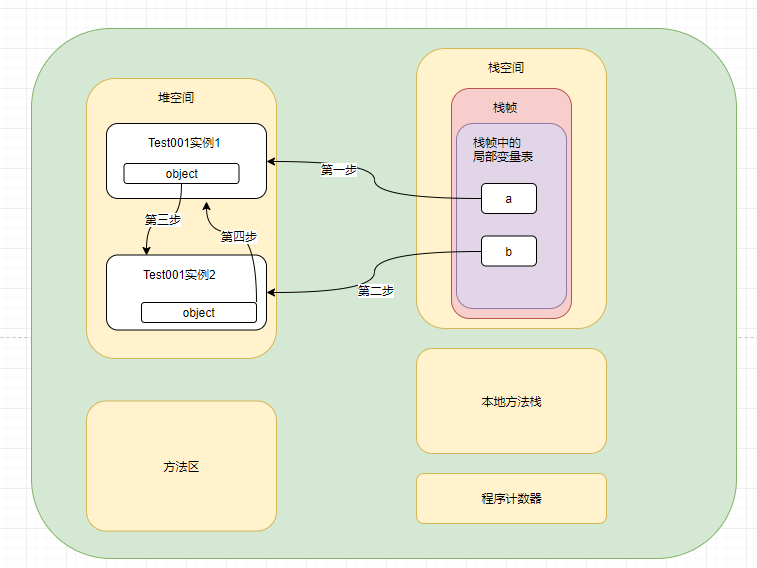 堆空间
Test001实例1
object
第一步
第三步
第四步
Test001实例2
object
第二步
栈空间
栈帧
栈帧中的
局部变量表
a
b
方法区
本地方法栈
程序计数器